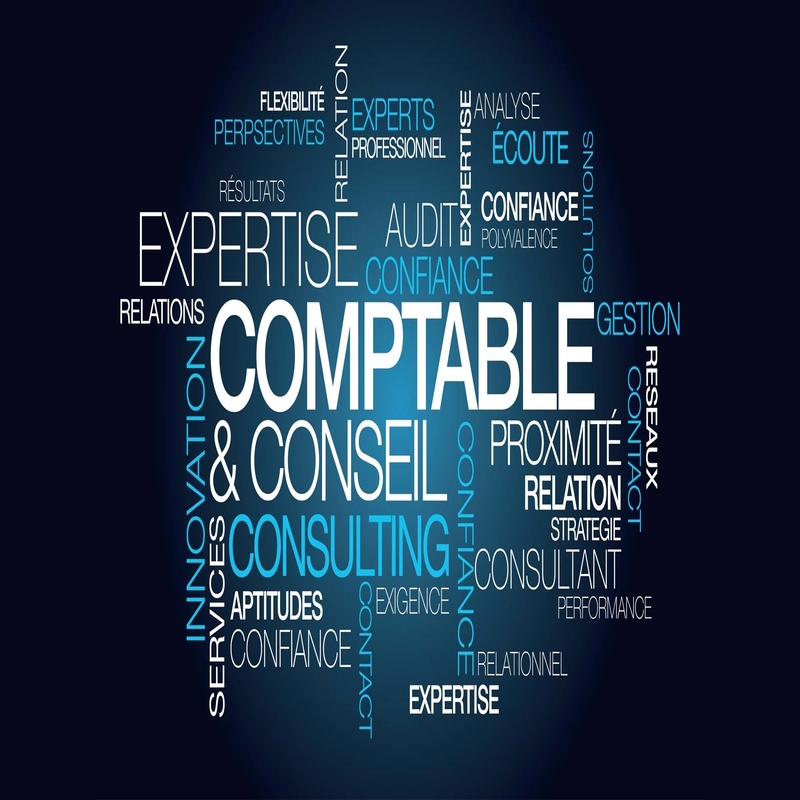 RELATION
FLEXIBILITÉ
PERPSECTIVES
EXPERTS
PROFESSIONNEL
EXPERTISE
ANALYSE
ÉCOUTE
SOLUTIONS
RÉSULTATS
EXPERTISE
AUDIT
CONFIANCE
POLYVALENCE
CONFIANCE
RELATIONS
COMPTABLE
GESTION
INNOVATION
& CONSEIL
CONFIANCE
PROXIMITÉ
CONTACT
RESEAUX
RELATION
STRATEGIE
SERVICES
CONSULTING
CONSULTANT
APTITUDES
CONTACT
EXIGENCE
PERFORMANCE
CONFIANCE
RELATIONNEL
EXPERTISE